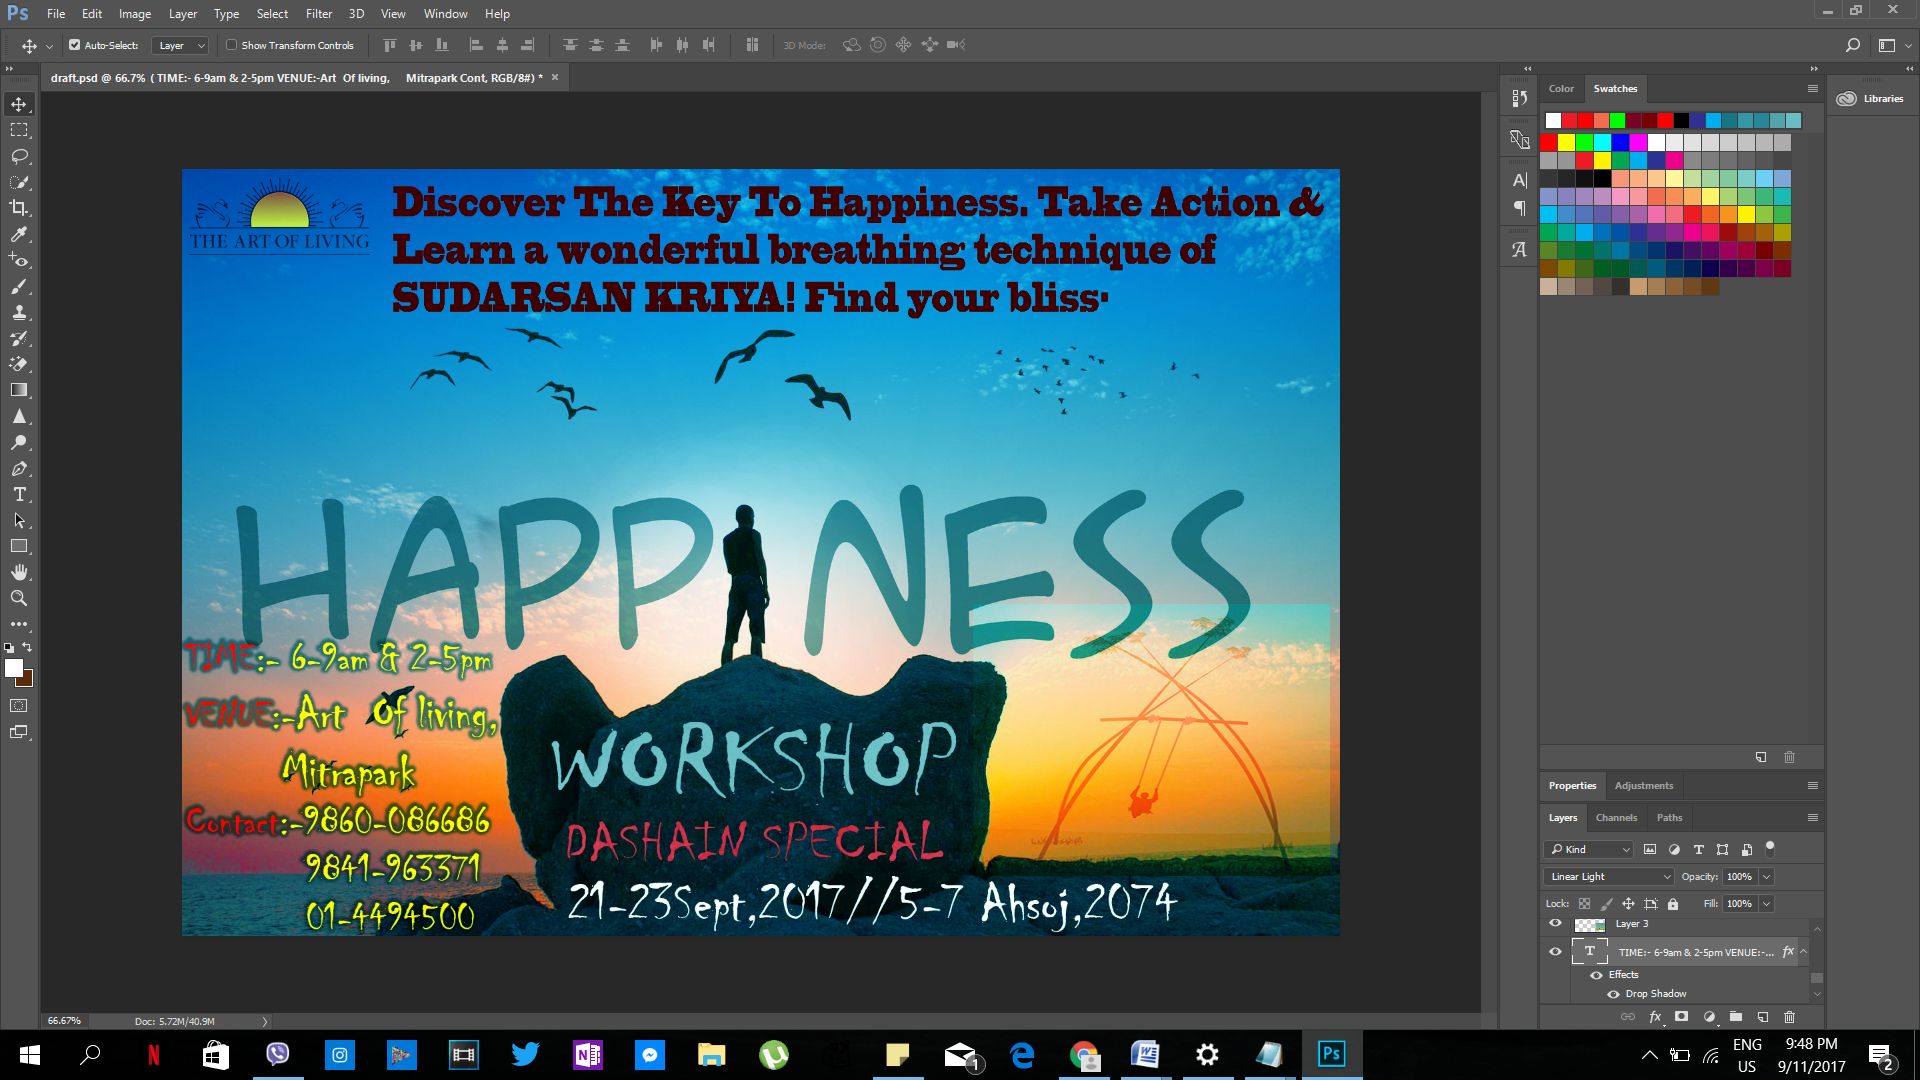 Ps File Edit Image Layer Type Select Filter 3D View Window Help
Auto-Select: Layer Show Transform Controls 3D Mode:
draft.psd @ 66.7% ( TIME:- 6-9am & 2-5pm VENUE:-Art Of living, Mitrapark Cont, RGB/8#) *
Color Swatches
Libraries
Discover The Key To Happiness. Take Action &
Learn a wonderful breathing technique of
SUDARSAN KRIYA! Find your bliss.
THE ART OF LIVING
HAPP NESS
TIME:- 6-9am & 2-5pm
VENUE:-Art Of living,
Mitrapark
Contact:-9860-086686
9841-963371
01-4494500
WORKSHOP
DASHAIN SPECIAL
21-23Sept,2017//5-7 Ahsoj,2074
Properties Adjustments
Layers Channels Paths
Kind
Linear Light Opacity: 100%
Lock: Fill: 100%
Layer 3
T TIME:- 6-9am & 2-5pm VENUE:-... fx
Effects
Drop Shadow
66.67% Doc: 5.72M/40.9M
ENG 9:48 PM
US 9/11/2017